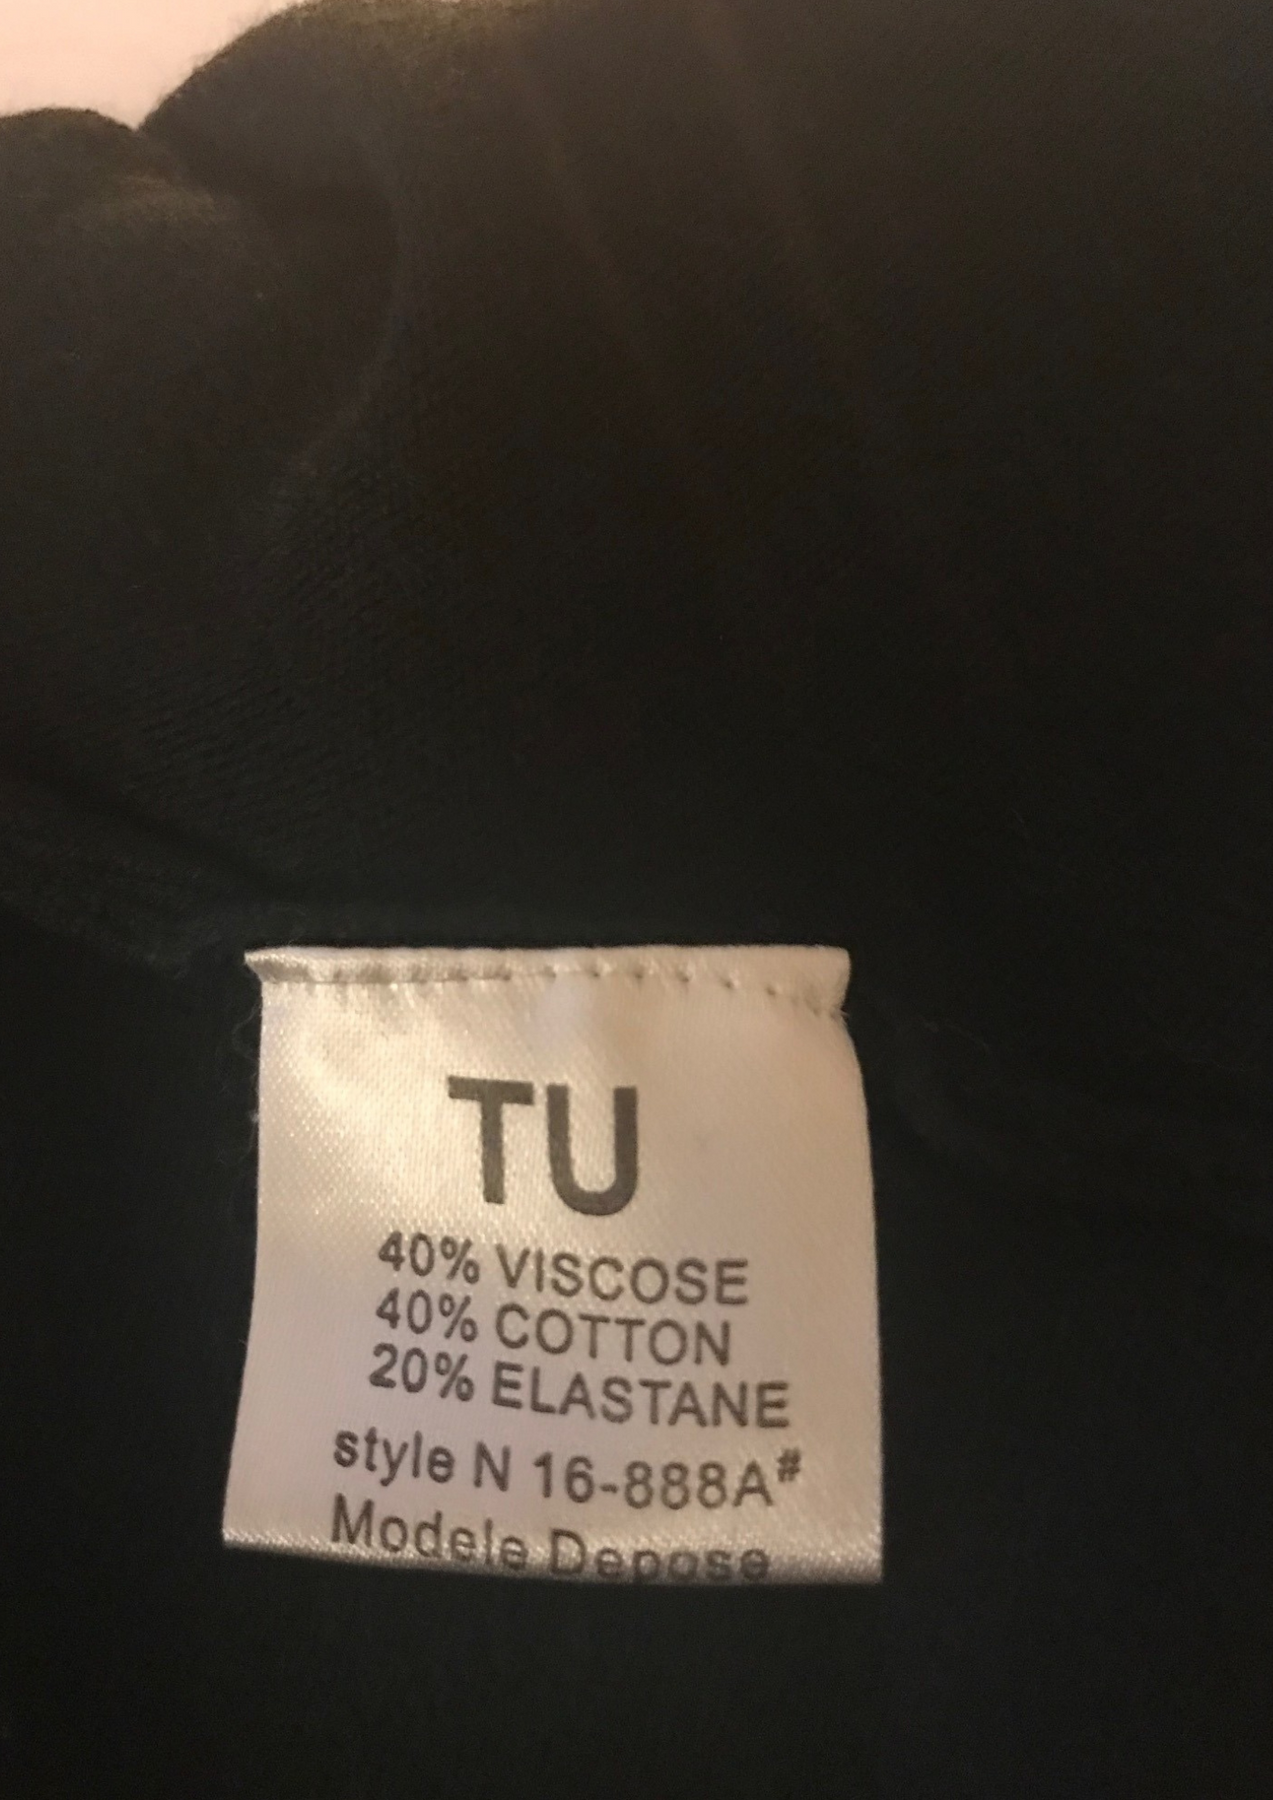 TU
40% VISCOSE
40% COTTON
20% ELASTANE
style N 16-888A#
Modele Depose